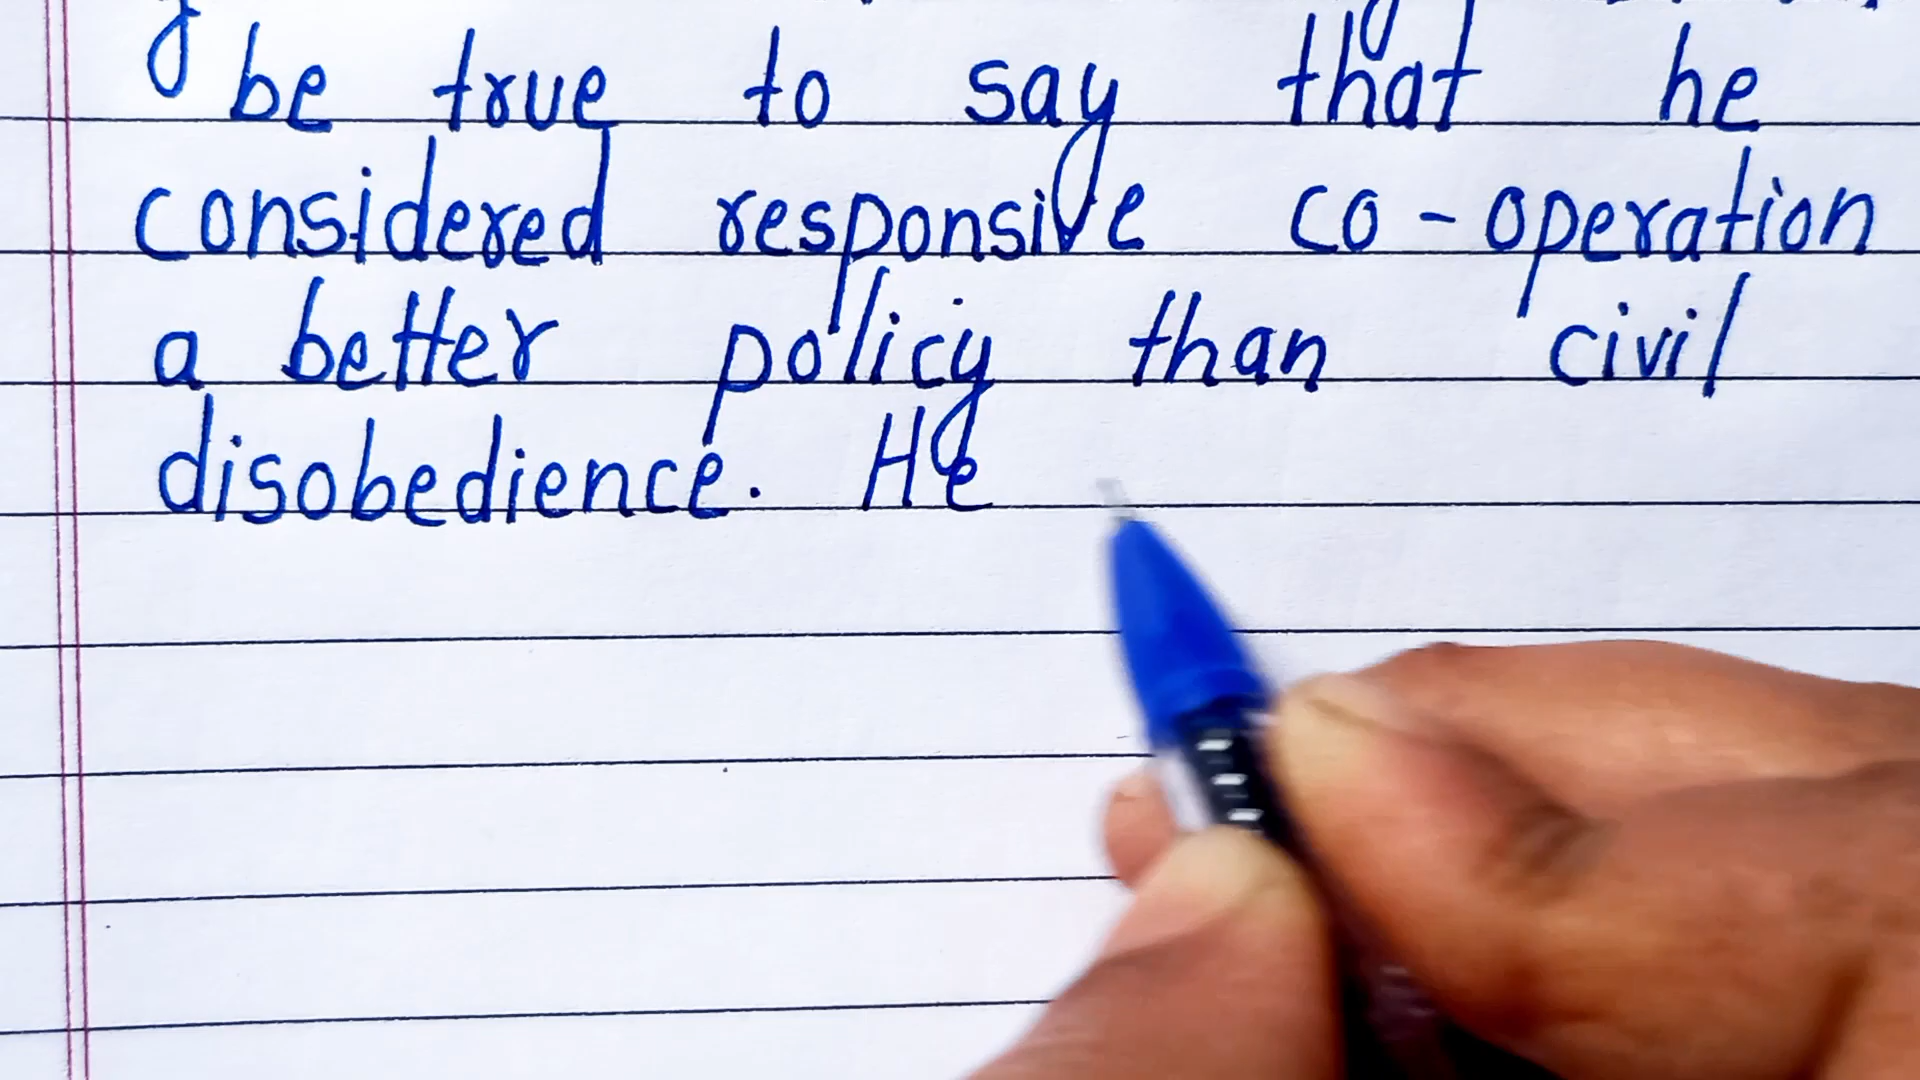 be true to say that he
considered responsive co-operation
a better policy than civil
disobedience. He